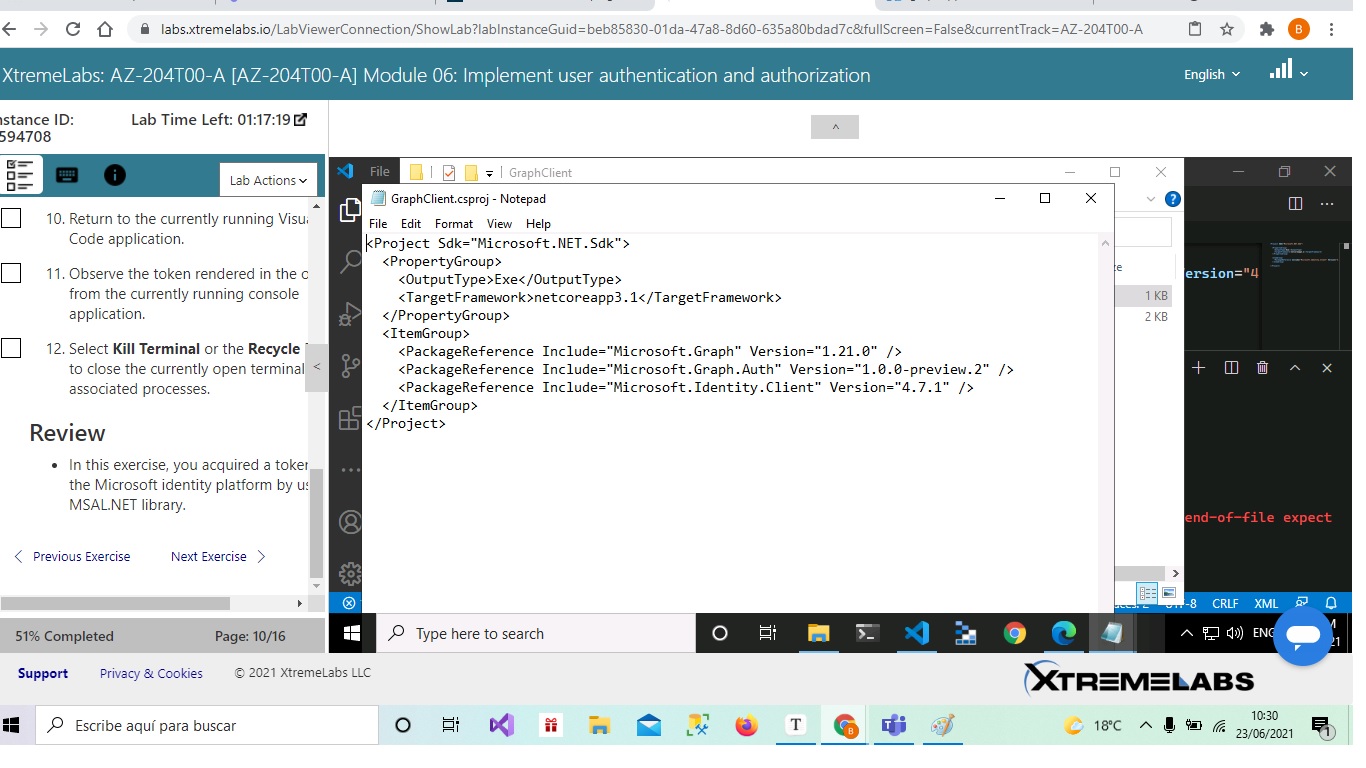 labs.xtremelabs.io/LabViewerConnection/ShowLab?labInstanceGuid=beb85830-01da-47a8-8d60-635a80bdad7c&fullScreen=False&currentTrack=AZ-204T00-A
B
XtremeLabs: AZ-204T00-A [AZ-204T00-A] Module 06: Implement user authentication and authorization
English
nstance ID:
594708
Lab Time Left: 01:17:19
Lab Actions
10. Return to the currently running Visu
Code application.
11. Observe the token rendered in the o
from the currently running console
application.
12. Select Kill Terminal or the Recycle
to close the currently open terminal
associated processes.
Review
In this exercise, you acquired a token
the Microsoft identity platform by us
MSAL.NET library.
Previous Exercise
Next Exercise
51% Completed
Page: 10/16
File
GraphClient
GraphClient.csproj - Notepad
File Edit Format View Help
<Project Sdk="Microsoft.NET.Sdk">
<PropertyGroup>
<OutputType>Exe</OutputType>
<TargetFramework>netcoreapp3.1</TargetFramework>
</PropertyGroup>
<ItemGroup>
<PackageReference Include="Microsoft.Graph" Version="1.21.0" />
<PackageReference Include="Microsoft.Graph.Auth" Version="1.0.0-preview.2" />
<PackageReference Include="Microsoft.Identity.Client" Version="4.7.1" />
</ItemGroup>
</Project>
1 KB
2 KB
ersion="4
end-of-file expect
UTF-8 CRLF XML
Type here to search
ENG
Support
Privacy & Cookies
© 2021 XtremeLabs LLC
XTREMELABS
Escribe aquí para buscar
T
B
18°C
10:30
23/06/2021
1